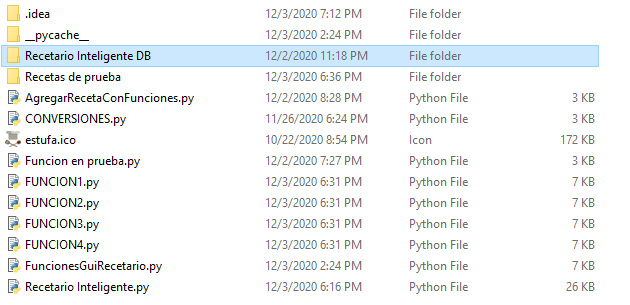 .idea 12/3/2020 7:12 PM File folder
__pycache__ 12/3/2020 2:24 PM File folder
Recetario Inteligente DB 12/2/2020 11:18 PM File folder
Recetas de prueba 12/3/2020 6:36 PM File folder
AgregarRecetaConFunciones.py 12/2/2020 8:28 PM Python File 3 KB
CONVERSIONES.py 11/26/2020 6:24 PM Python File 3 KB
estufa.ico 10/22/2020 8:54 PM Icon 172 KB
Funcion en prueba.py 12/2/2020 7:27 PM Python File 3 KB
FUNCION1.py 12/3/2020 6:31 PM Python File 7 KB
FUNCION2.py 12/3/2020 6:31 PM Python File 7 KB
FUNCION3.py 12/3/2020 6:31 PM Python File 7 KB
FUNCION4.py 12/3/2020 6:31 PM Python File 7 KB
FuncionesGuiRecetario.py 12/3/2020 2:24 PM Python File 7 KB
Recetario Inteligente.py 12/3/2020 6:16 PM Python File 26 KB